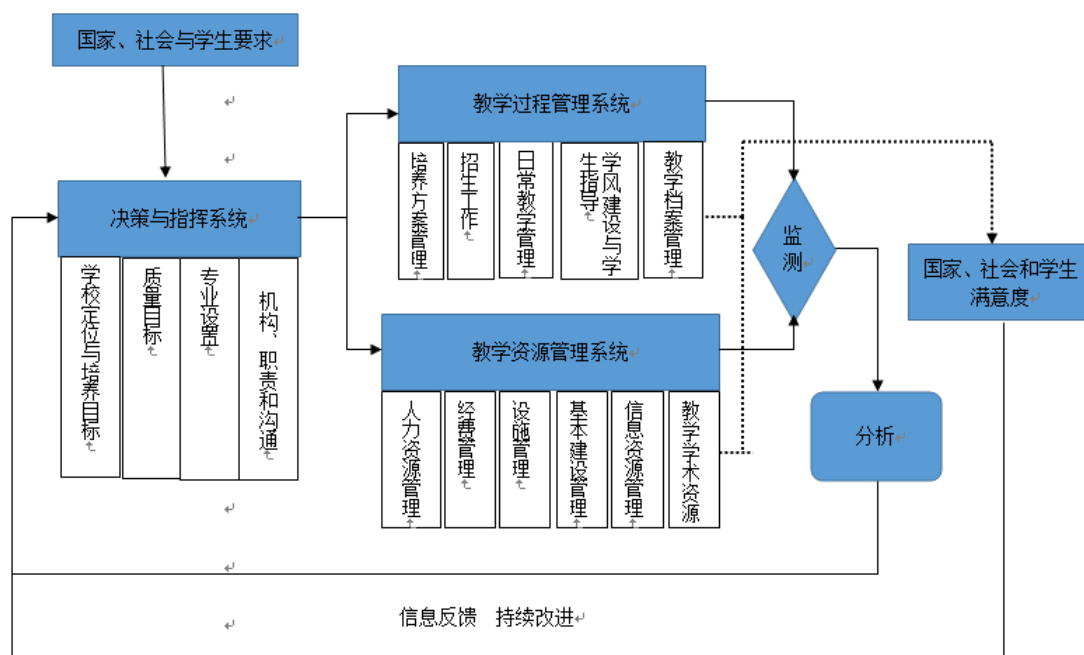 国家、社会与学生要求
教学过程管理系统
培养方案管理
招生工作
日常教学管理
学风建设与学
生指导
教学档案管理
决策与指挥系统
学校定位与培养目标
质量目标
专业设置
机构、职责和沟通
监测
国家、社会和学生
满意度
教学资源管理系统
人力资源管理
经费管理
设施管理
基本建设管理
信息资源管理
教学学术资源
分析
信息反馈 持续改进